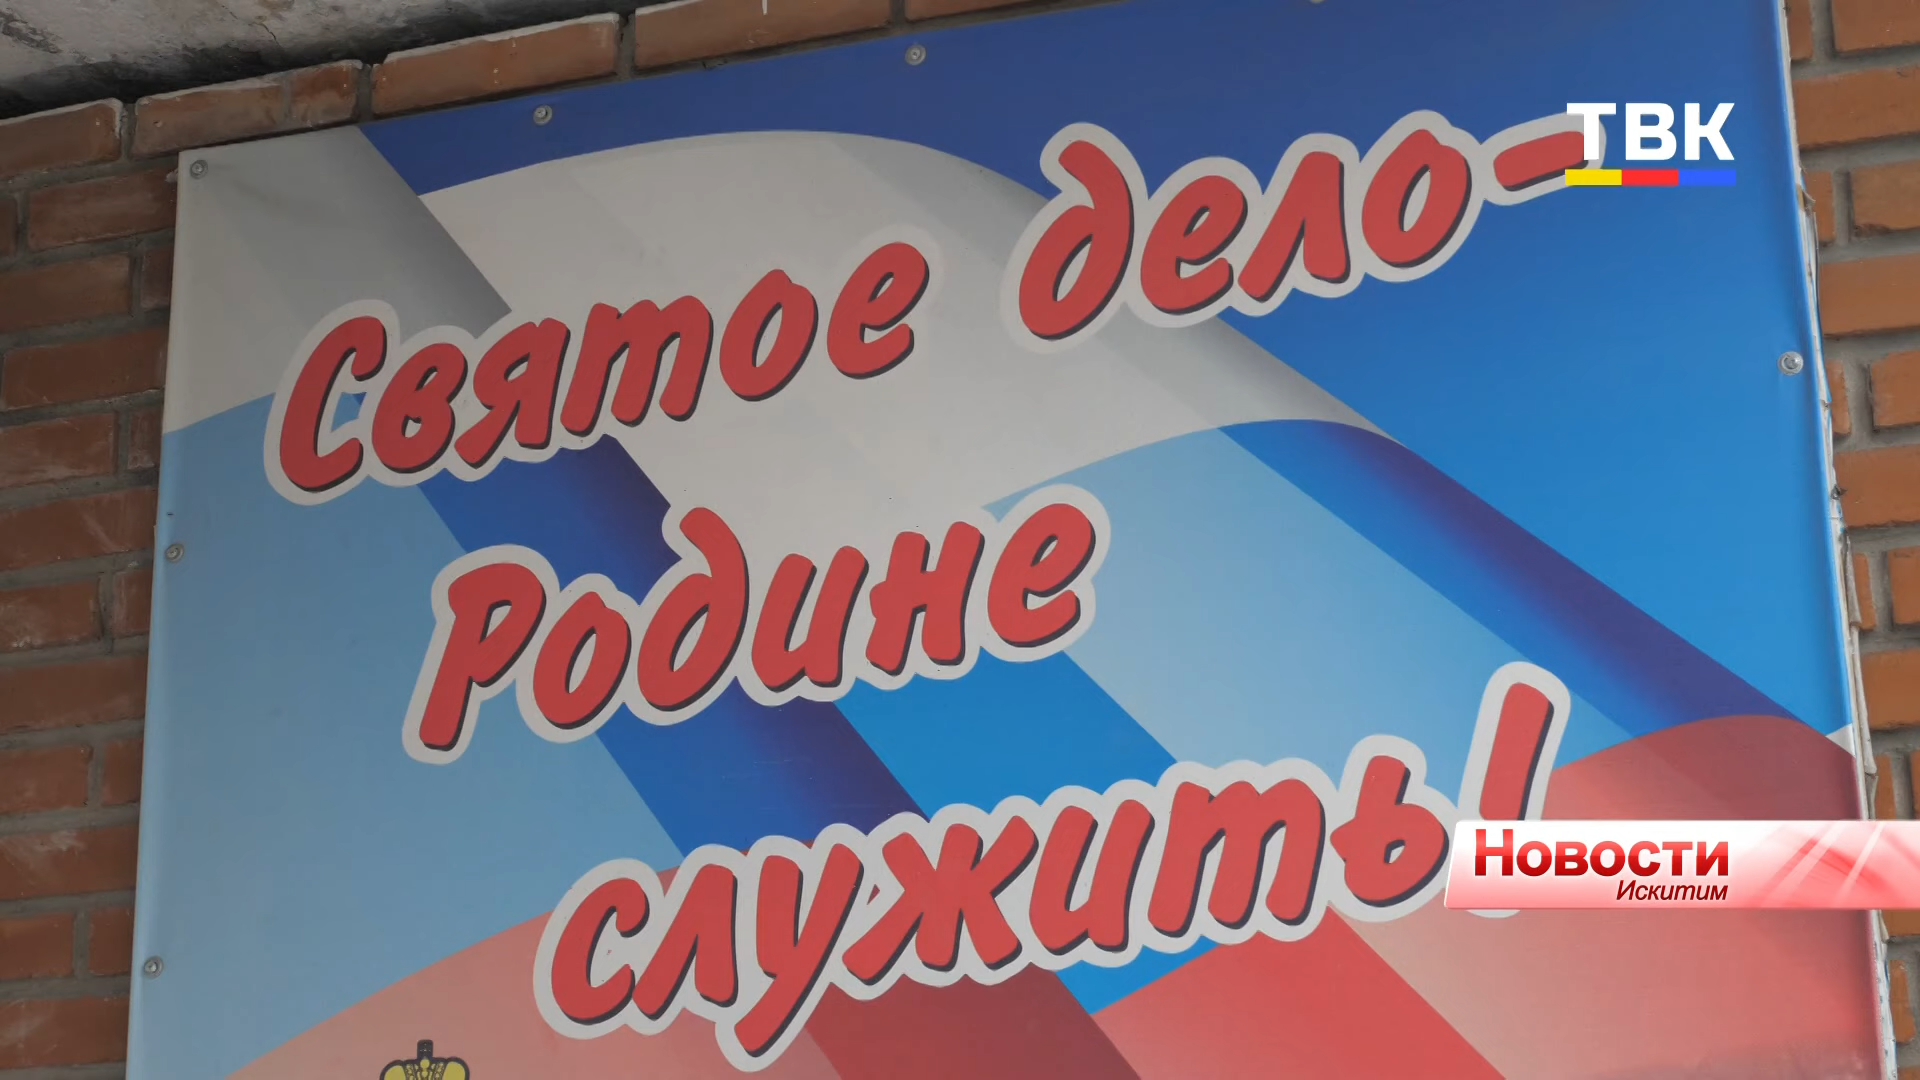 ТВК
Святое дело-
Родине
служить!
Новости
Искитим